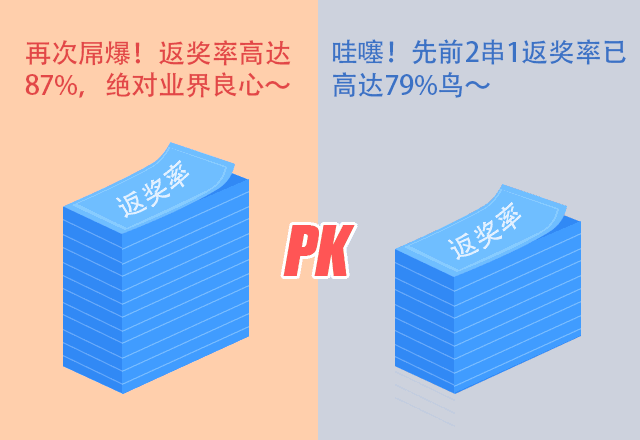 再次屌爆！返奖率高达
87%，绝对业界良心～
哇噻！先前2串1返奖率已
高达79%鸟～
返奖率
PK
返奖率